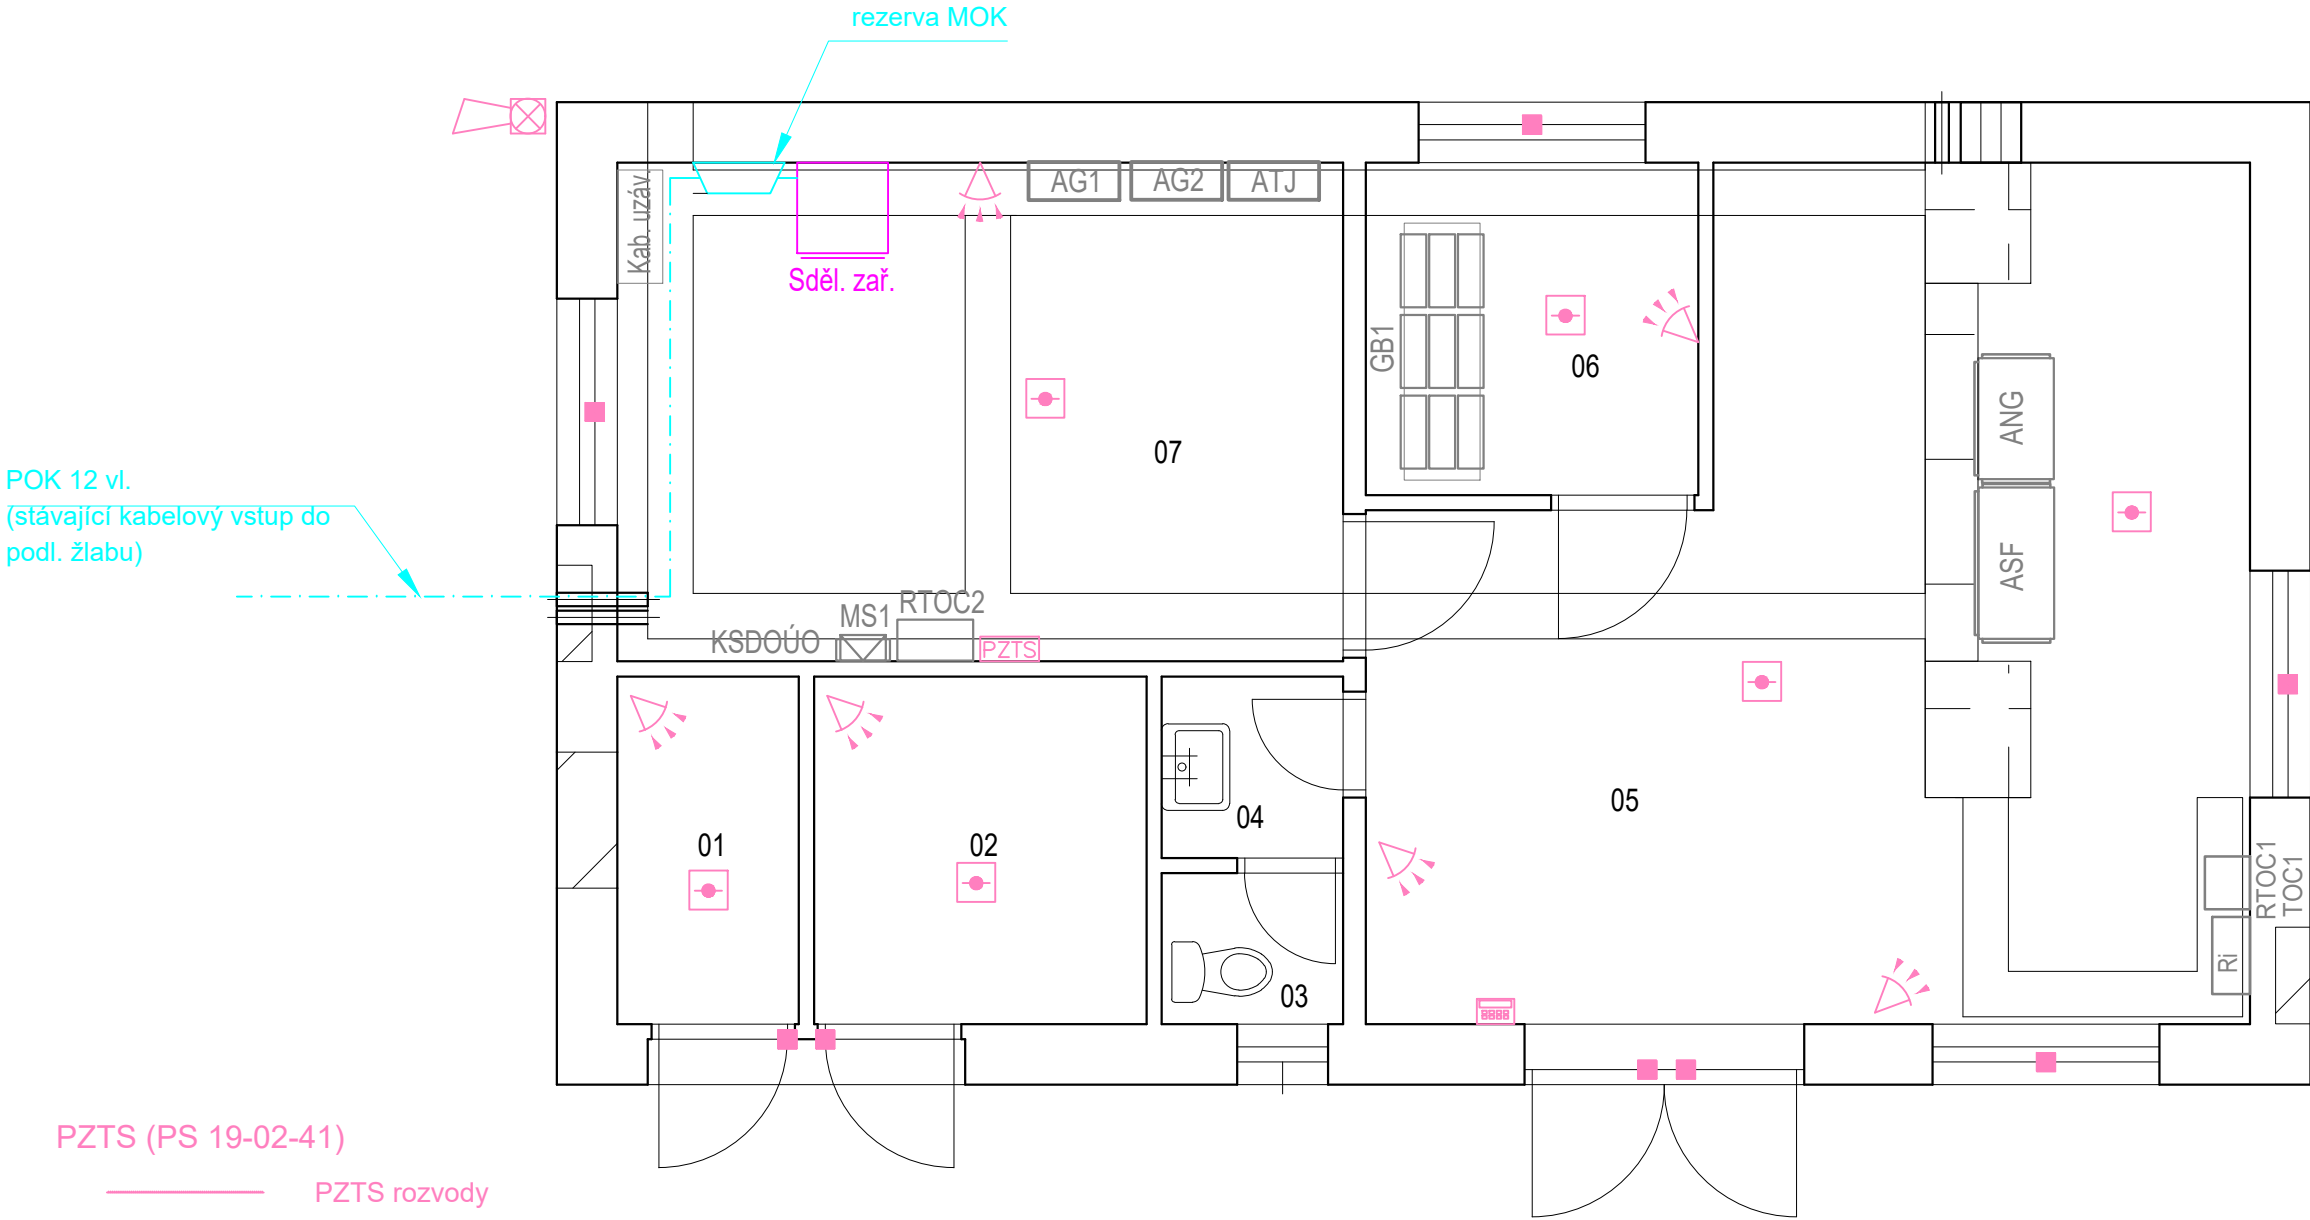 rezerva MOK
Kab. uzáv.
Sděl. zař.
AG1
AG2
ATJ
GB1
06
07
ANG
ASF
POK 12 vl.
(stávající kabelový vstup do
podl. žlabu)
KSDOÚO
MS1
RTOC2
PZTS
01
02
04
03
05
RTOC1
TOC1
Ri
PZTS (PS 19-02-41)
PZTS rozvody